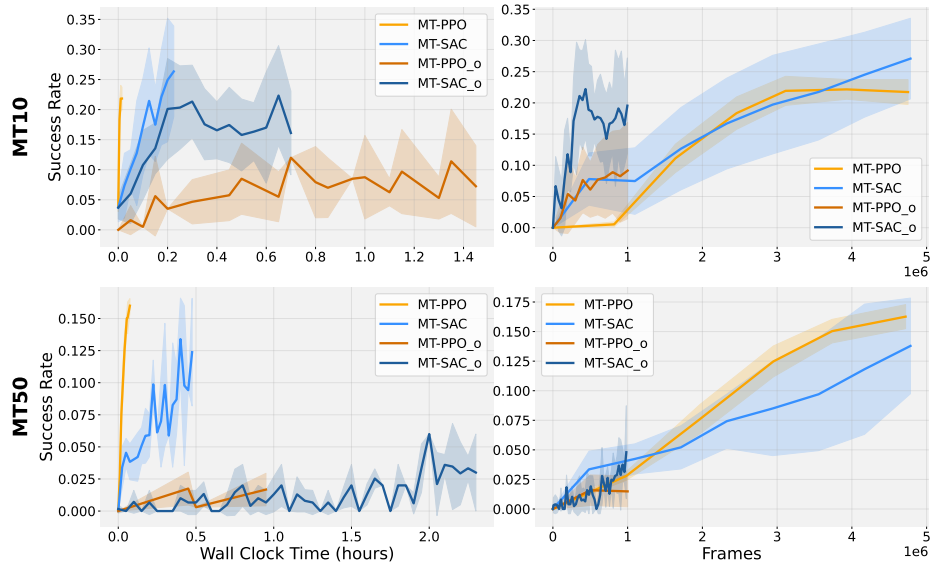 MT10
Success Rate
0.35
0.30
0.25
0.20
0.15
0.10
0.05
0.00
0.0 0.2 0.4 0.6 0.8 1.0 1.2 1.4
MT-PPO
MT-SAC
MT-PPO_o
MT-SAC_o
0.35
0.30
0.25
0.20
0.15
0.10
0.05
0.00
0 1 2 3 4 5
1e6
MT-PPO
MT-SAC
MT-PPO_o
MT-SAC_o
MT50
Success Rate
0.150
0.125
0.100
0.075
0.050
0.025
0.000
0.0 0.5 1.0 1.5 2.0
Wall Clock Time (hours)
MT-PPO
MT-SAC
MT-PPO_o
MT-SAC_o
0.175
0.150
0.125
0.100
0.075
0.050
0.025
0.000
0 1 2 3 4 5
1e6
Frames
MT-PPO
MT-SAC
MT-PPO_o
MT-SAC_o